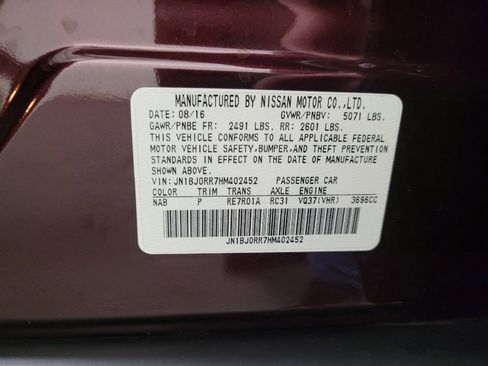 MANUFACTURED BY NISSAN MOTOR CO.,LTD.
DATE: 08/16 GVWR/PNBV: 5071 LBS.
GAWR/PNBE FR: 2491 LBS. RR: 2601 LBS.
THIS VEHICLE CONFORMS TO ALL APPLICABLE FEDERAL
MOTOR VEHICLE SAFETY,BUMPER,AND THEFT PREVENTION
STANDARDS IN EFFECT ON THE DATE OF MANUFACTURE
SHOWN ABOVE.
VIN: JN1BJ0RR7HM402452 PASSENGER CAR
COLOR TRIM TRANS AXLE ENGINE
NAB P RE7R01A RC31 VQ37(VHR) 3696CC
JN1BJ0RR7HM402452